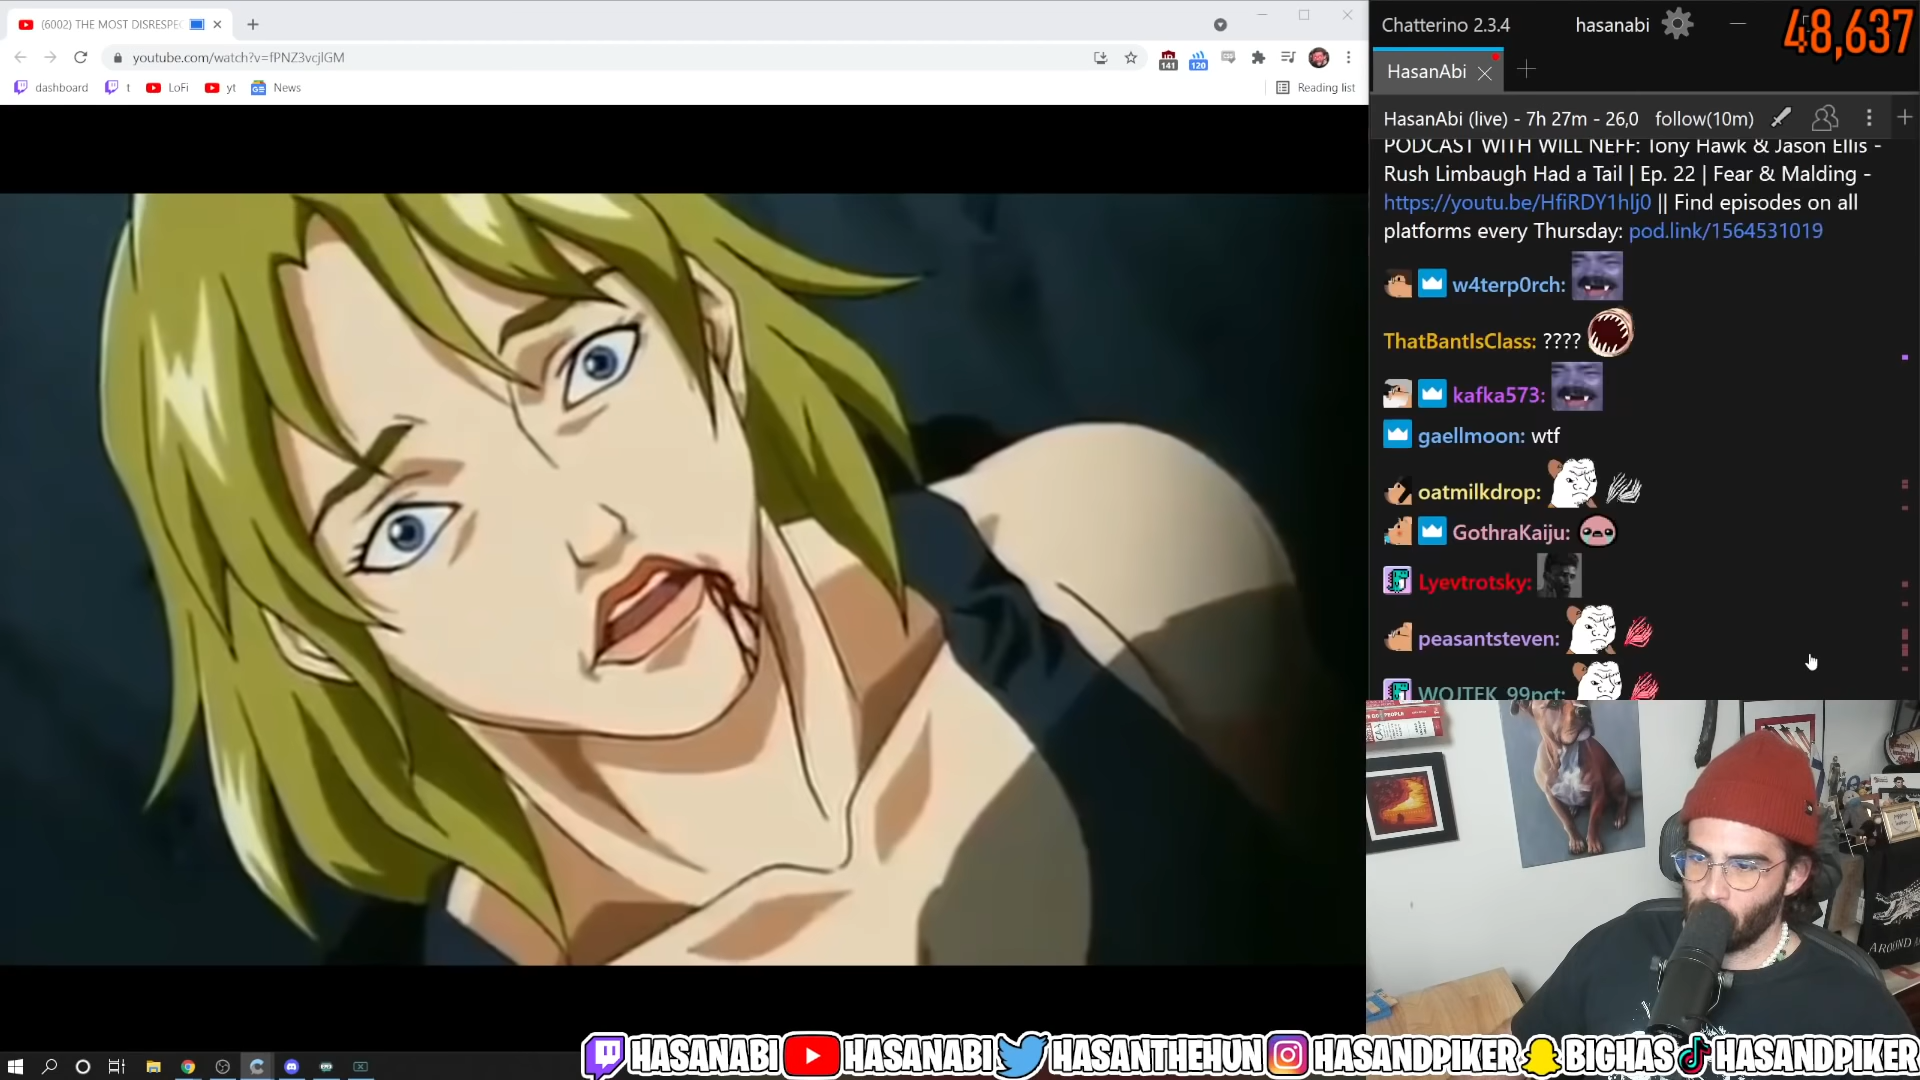 (6002) THE MOST DISRESPEC
youtube.com/watch?v=fPNZ3vcjlGM
141
120
dashboard
t
LoFi
yt
News
Reading list
Chatterino 2.3.4
hasanabi
48,637
HasanAbi
HasanAbi (live) - 7h 27m - 26,0
follow(10m)
PODCAST WITH WILL NEFF: Tony Hawk & Jason Ellis -
Rush Limbaugh Had a Tail | Ep. 22 | Fear & Malding -
https://youtu.be/HfiRDY1hlj0 || Find episodes on all
platforms every Thursday: pod.link/1564531019
w4terp0rch:
ThatBantIsClass: ????
kafka573:
gaellmoon: wtf
oatmilkdrop:
GothraKaiju:
Lyevtrotsky:
peasantsteven:
WOJTEK_99pct:
HASANABI
HASANABI
HASANTHEHUN
HASANDPIKER
BIGHAS
HASANDPIKER